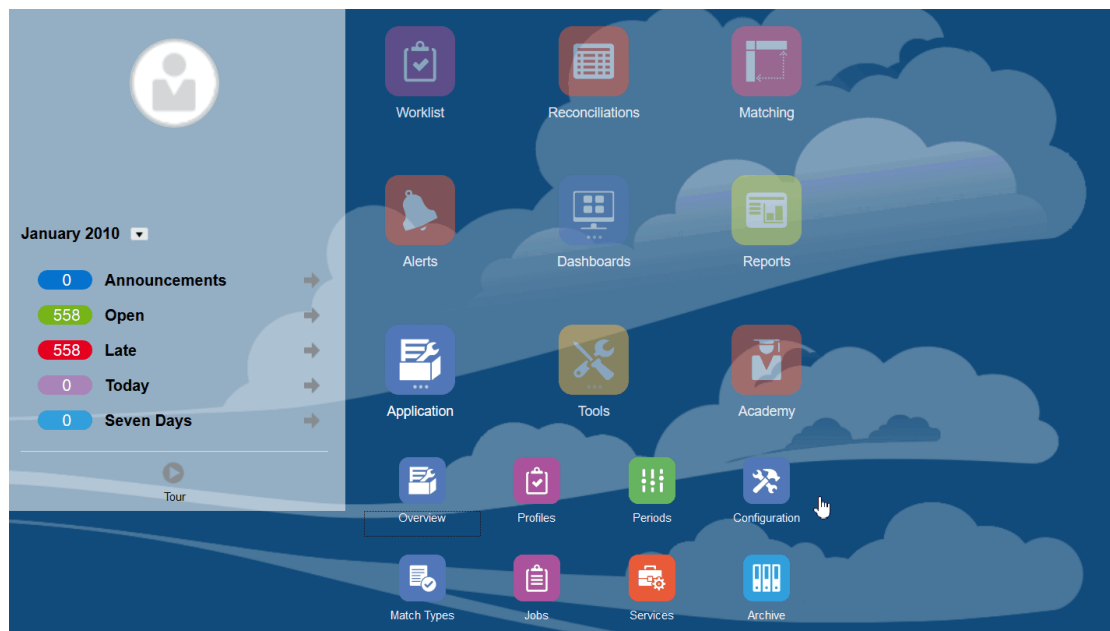 January 2010
0 Announcements
558 Open
558 Late
0 Today
0 Seven Days
Tour
Worklist Reconciliations Matching
Alerts Dashboards Reports
Application Tools Academy
Overview Profiles Periods Configuration
Match Types Jobs Services Archive